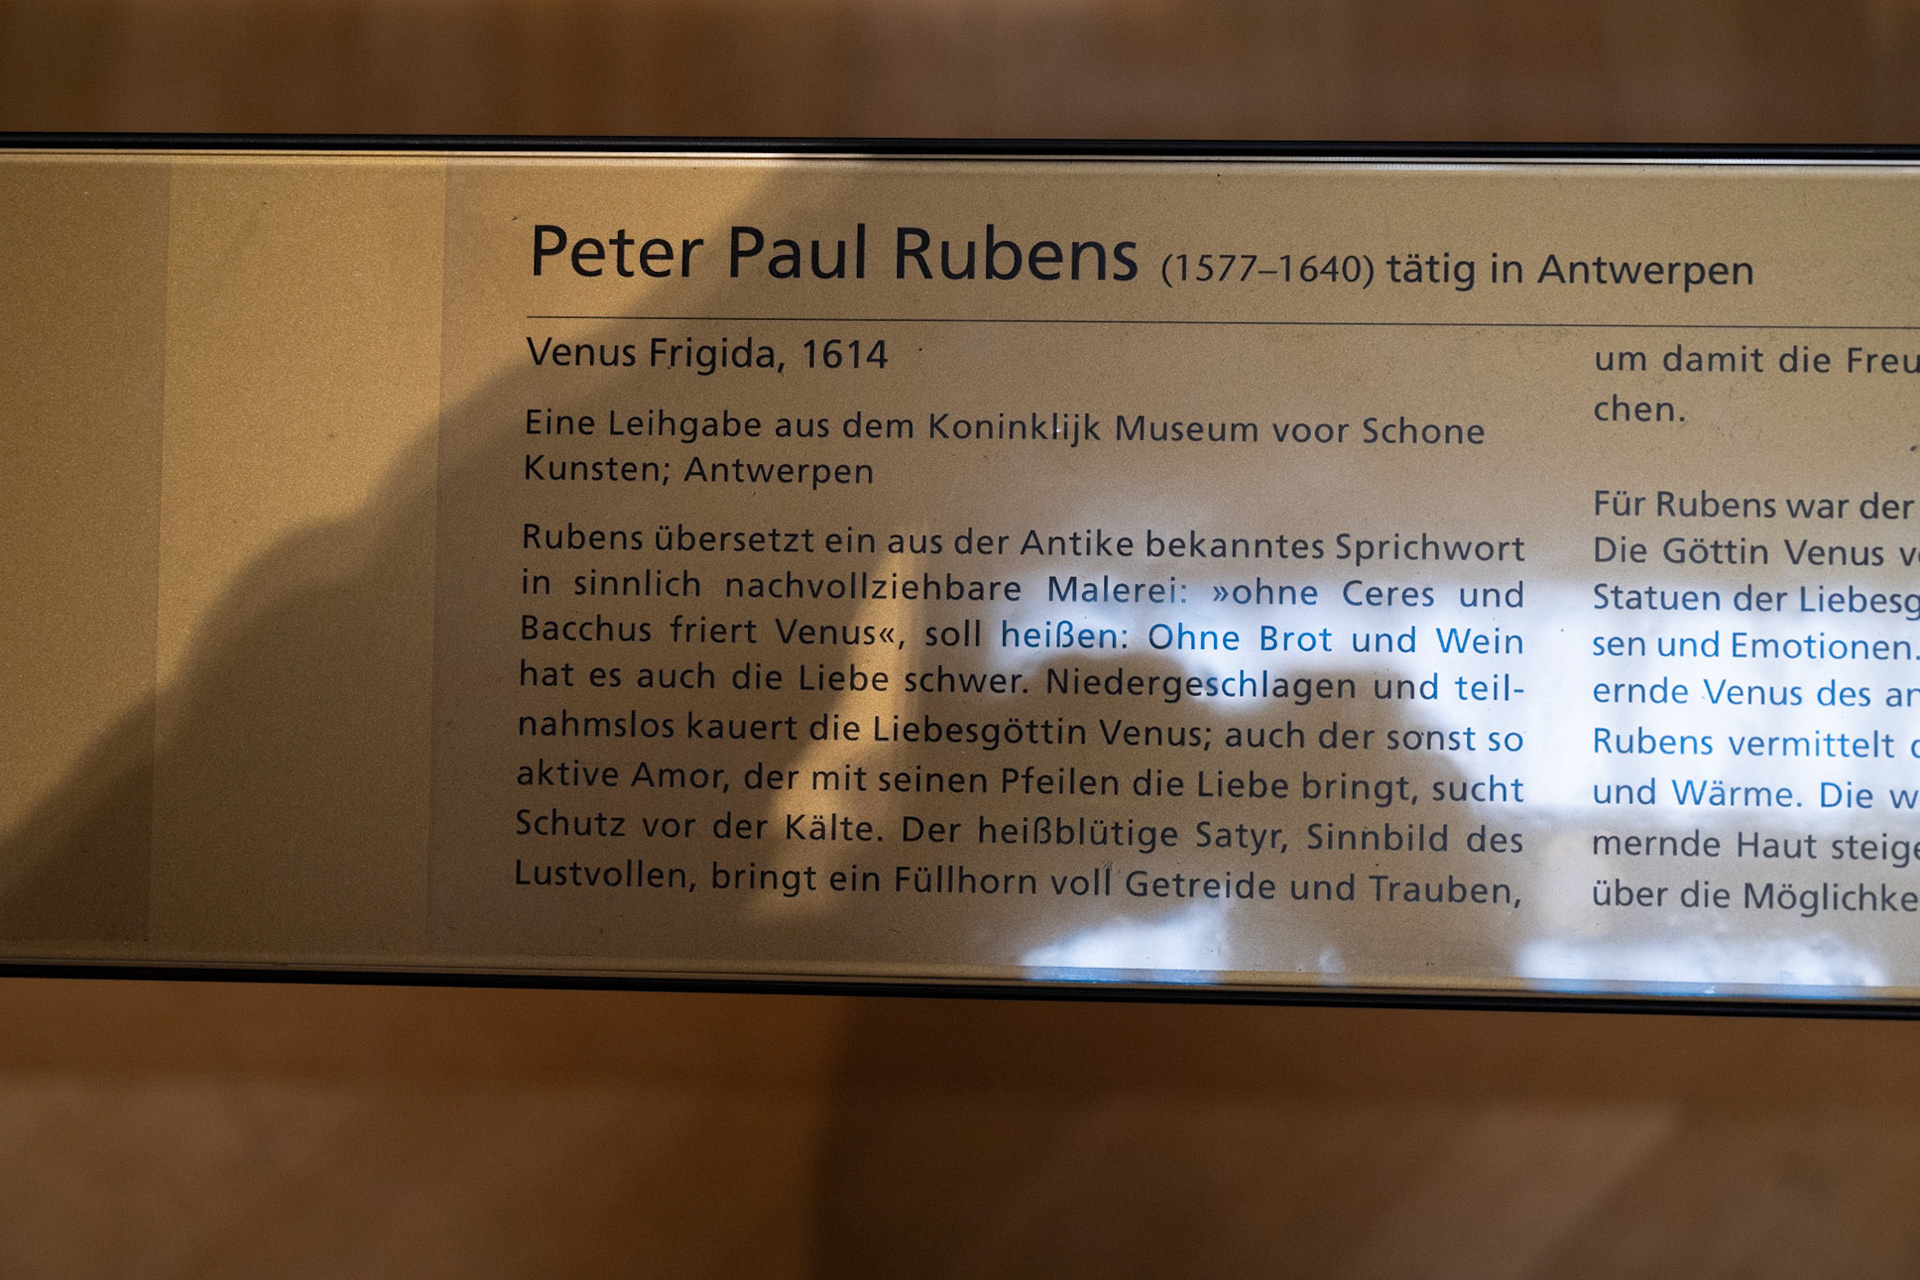 Peter Paul Rubens (1577–1640) tätig in Antwerpen
Venus Frigida, 1614
Eine Leihgabe aus dem Koninklijk Museum voor Schone
Kunsten; Antwerpen
Rubens übersetzt ein aus der Antike bekanntes Sprichwort
in sinnlich nachvollziehbare Malerei: »ohne Ceres und
Bacchus friert Venus«, soll heißen: Ohne Brot und Wein
hat es auch die Liebe schwer. Niedergeschlagen und teil-
nahmslos kauert die Liebesgöttin Venus; auch der sonst so
aktive Amor, der mit seinen Pfeilen die Liebe bringt, sucht
Schutz vor der Kälte. Der heißblütige Satyr, Sinnbild des
Lustvollen, bringt ein Füllhorn voll Getreide und Trauben,
um damit die
chen.
Für Rubens war der
Die Göttin Venus
Statuen der
sen und Emotionen.
ernde Venus des
Rubens vermittelt
und Wärme. Die
mernde Haut
über die